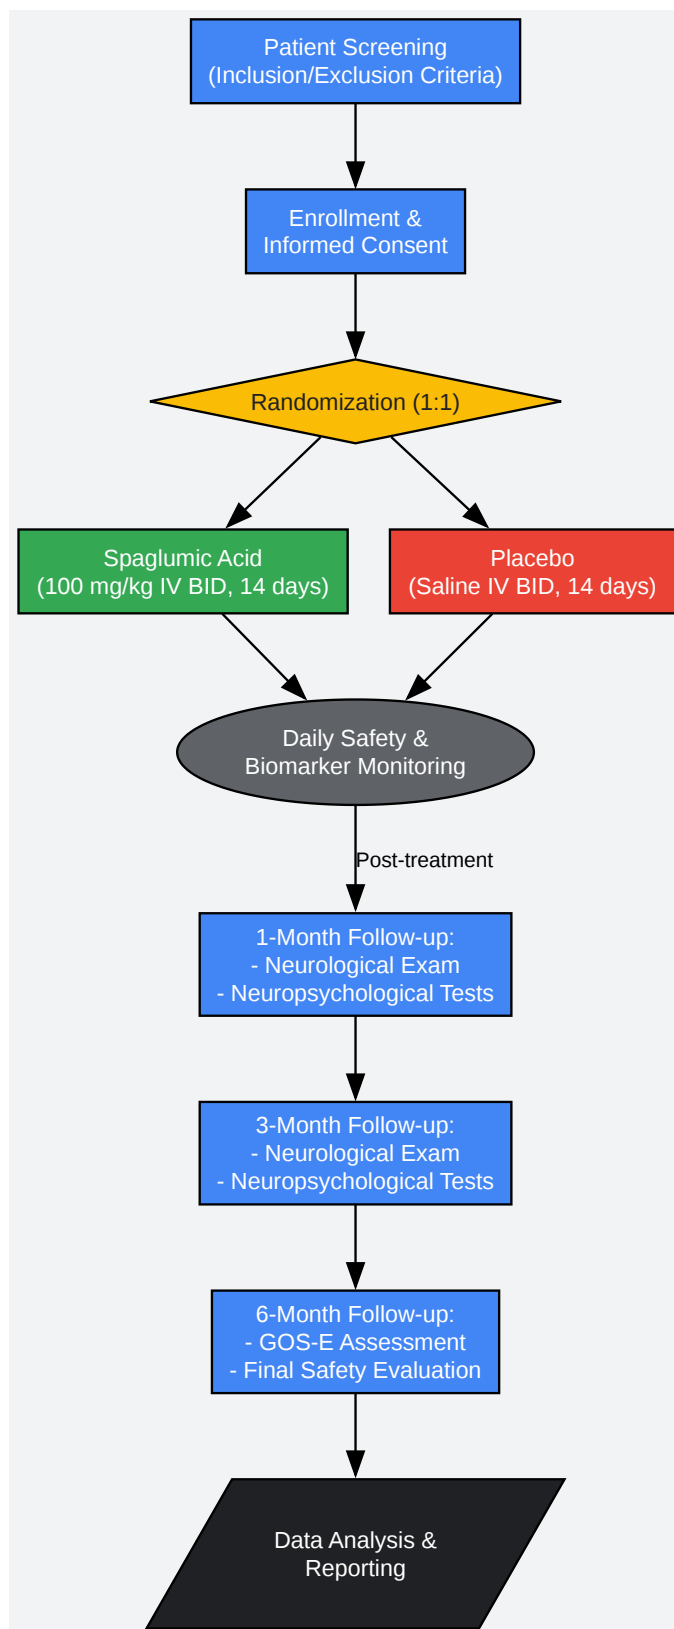 Patient Screening
(Inclusion/Exclusion Criteria)
Enrollment &
Informed Consent
Randomization (1:1)
Spaglumic Acid
(100 mg/kg IV BID, 14 days)
Placebo
(Saline IV BID, 14 days)
Daily Safety &
Biomarker Monitoring
Post-treatment
1-Month Follow-up:
- Neurological Exam
- Neuropsychological Tests
3-Month Follow-up:
- Neurological Exam
- Neuropsychological Tests
6-Month Follow-up:
- GOS-E Assessment
- Final Safety Evaluation
Data Analysis &
Reporting